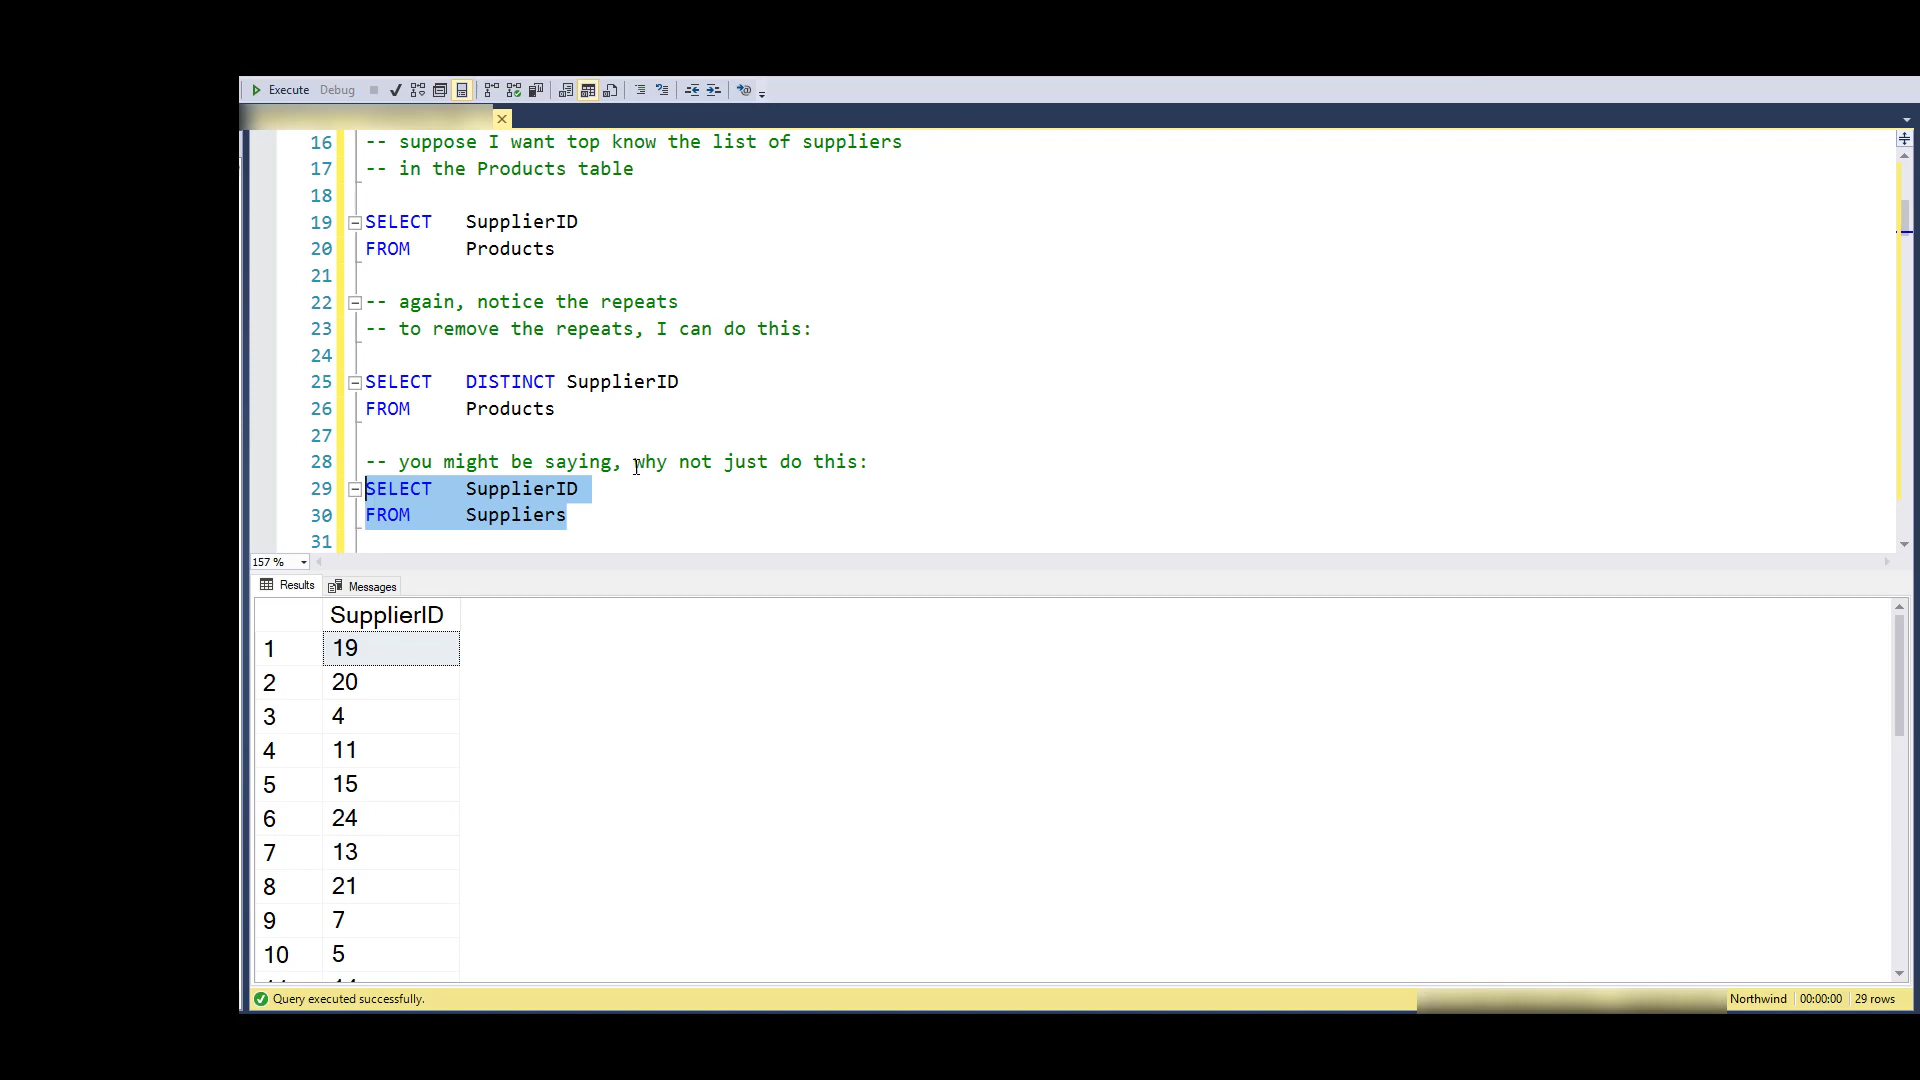 Execute Debug
16 -- suppose I want top know the list of suppliers
17 -- in the Products table
18
19 SELECT SupplierID
20 FROM Products
21
22 -- again, notice the repeats
23 -- to remove the repeats, I can do this:
24
25 SELECT DISTINCT SupplierID
26 FROM Products
27
28 -- you might be saying, why not just do this:
29 SELECT SupplierID
30 FROM Suppliers
31
157 %
Results Messages
SupplierID
1 19
2 20
3 4
4 11
5 15
6 24
7 13
8 21
9 7
10 5
Query executed successfully. Northwind 00:00:00 29 rows